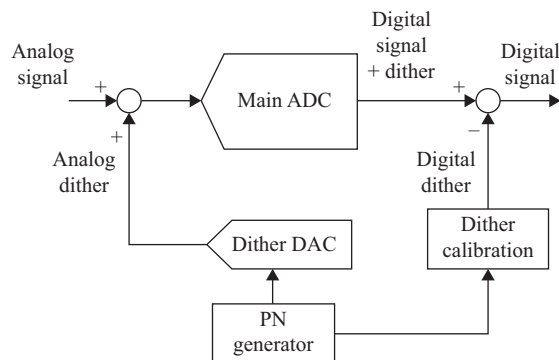 Analog
signal
+
+
Analog
dither
Main ADC
Digital
signal
+ dither
+
−
Digital
signal
Digital
dither
Dither DAC
Dither
calibration
PN
generator